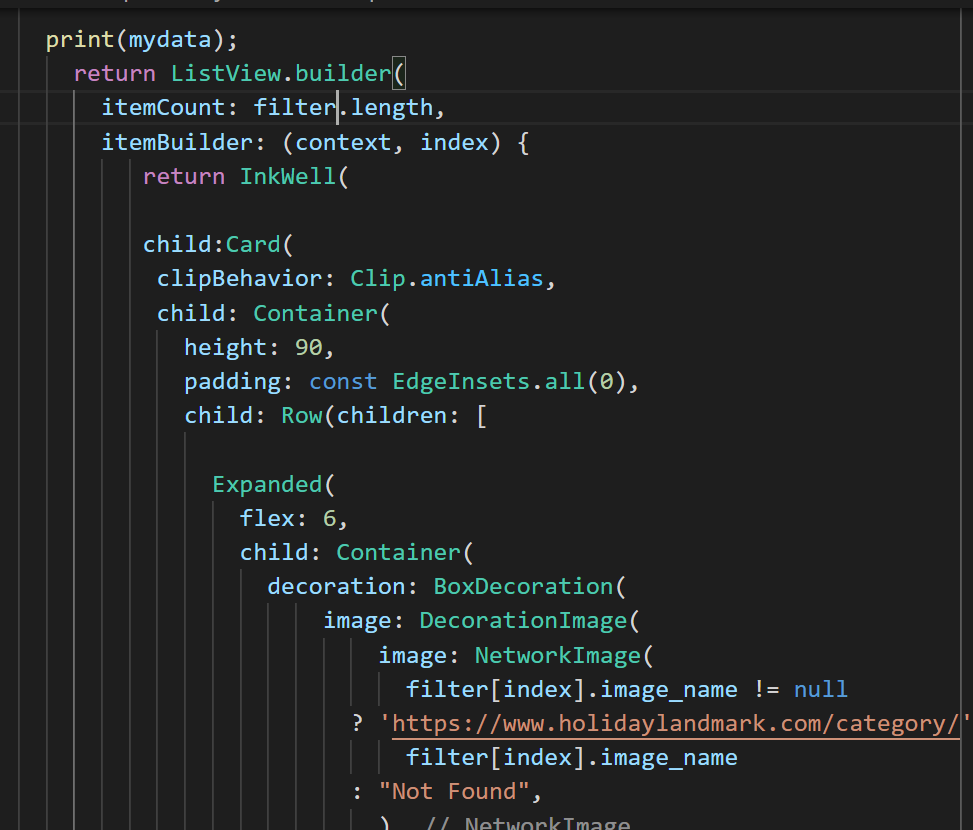 print(mydata);
return ListView.builder(
itemCount: filter.length,
itemBuilder: (context, index) {
return InkWell(
child:Card(
clipBehavior: Clip.antiAlias,
child: Container(
height: 90,
padding: const EdgeInsets.all(0),
child: Row(children: [
Expanded(
flex: 6,
child: Container(
decoration: BoxDecoration(
image: DecorationImage(
image: NetworkImage(
filter[index].image_name != null
? 'https://www.holidaylandmark.com/category/'
filter[index].image_name
: "Not Found",
) // NetworkImage